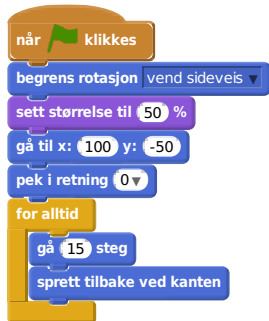 når klikkes
begrens rotasjon vend sideveis ▼
sett størrelse til 50 %
gå til x: 100 y: -50
pek i retning 0▼
for alltid
gå 15 steg
sprett tilbake ved kanten